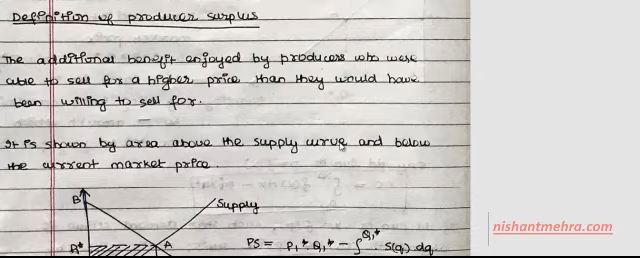 Definition of producer surplus
The additional benefit enjoyed by producers who were
able to sell for a higher price than they would have
been willing to sell for.
It is shown by area above the supply curve and below
the current market price.
B
Supply
P₁* A PS = P₁* Q₁* - ∫^Q₁* S(q).dq
nishantmehra.com